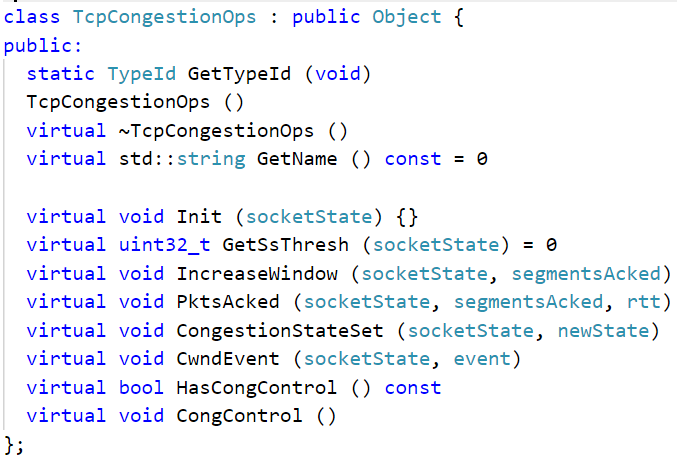 class TcpCongestionOps : public Object {
public:
  static TypeId GetTypeId (void)
  TcpCongestionOps ()
  virtual ~TcpCongestionOps ()
  virtual std::string GetName () const = 0

  virtual void Init (socketState) {}
  virtual uint32_t GetSsThresh (socketState) = 0
  virtual void IncreaseWindow (socketState, segmentsAcked)
  virtual void PktsAcked (socketState, segmentsAcked, rtt)
  virtual void CongestionStateSet (socketState, newState)
  virtual void CwndEvent (socketState, event)
  virtual bool HasCongControl () const
  virtual void CongControl ()
};